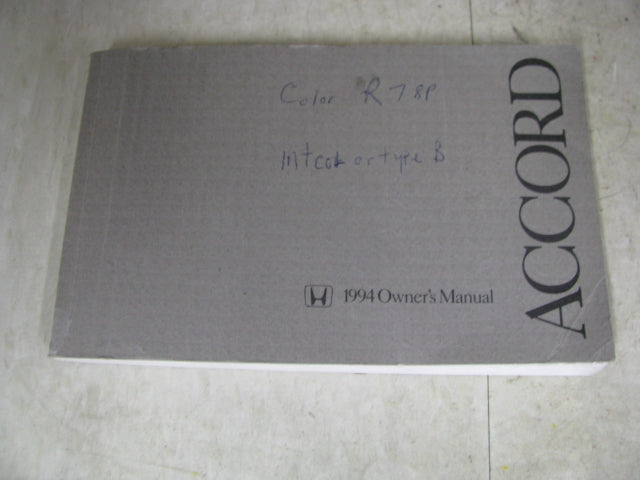 Color R78P
Int color type B
1994 Owner's Manual
ACCORD